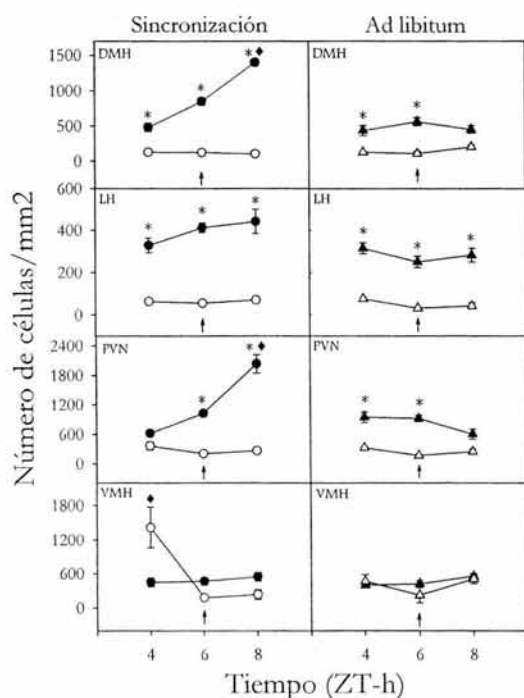 Sincronización Ad libitum
DMH DMH
1500
1000
500
0
* * *♦ * *
LH LH
600
400
200
0
* * * * * *
PVN PVN
2400
1800
1200
600
0
* *♦ * *
VMH VMH
1800
1200
600
0
♦
4 6 8 4 6 8
Número de células/mm2
Tiempo (ZT-h)